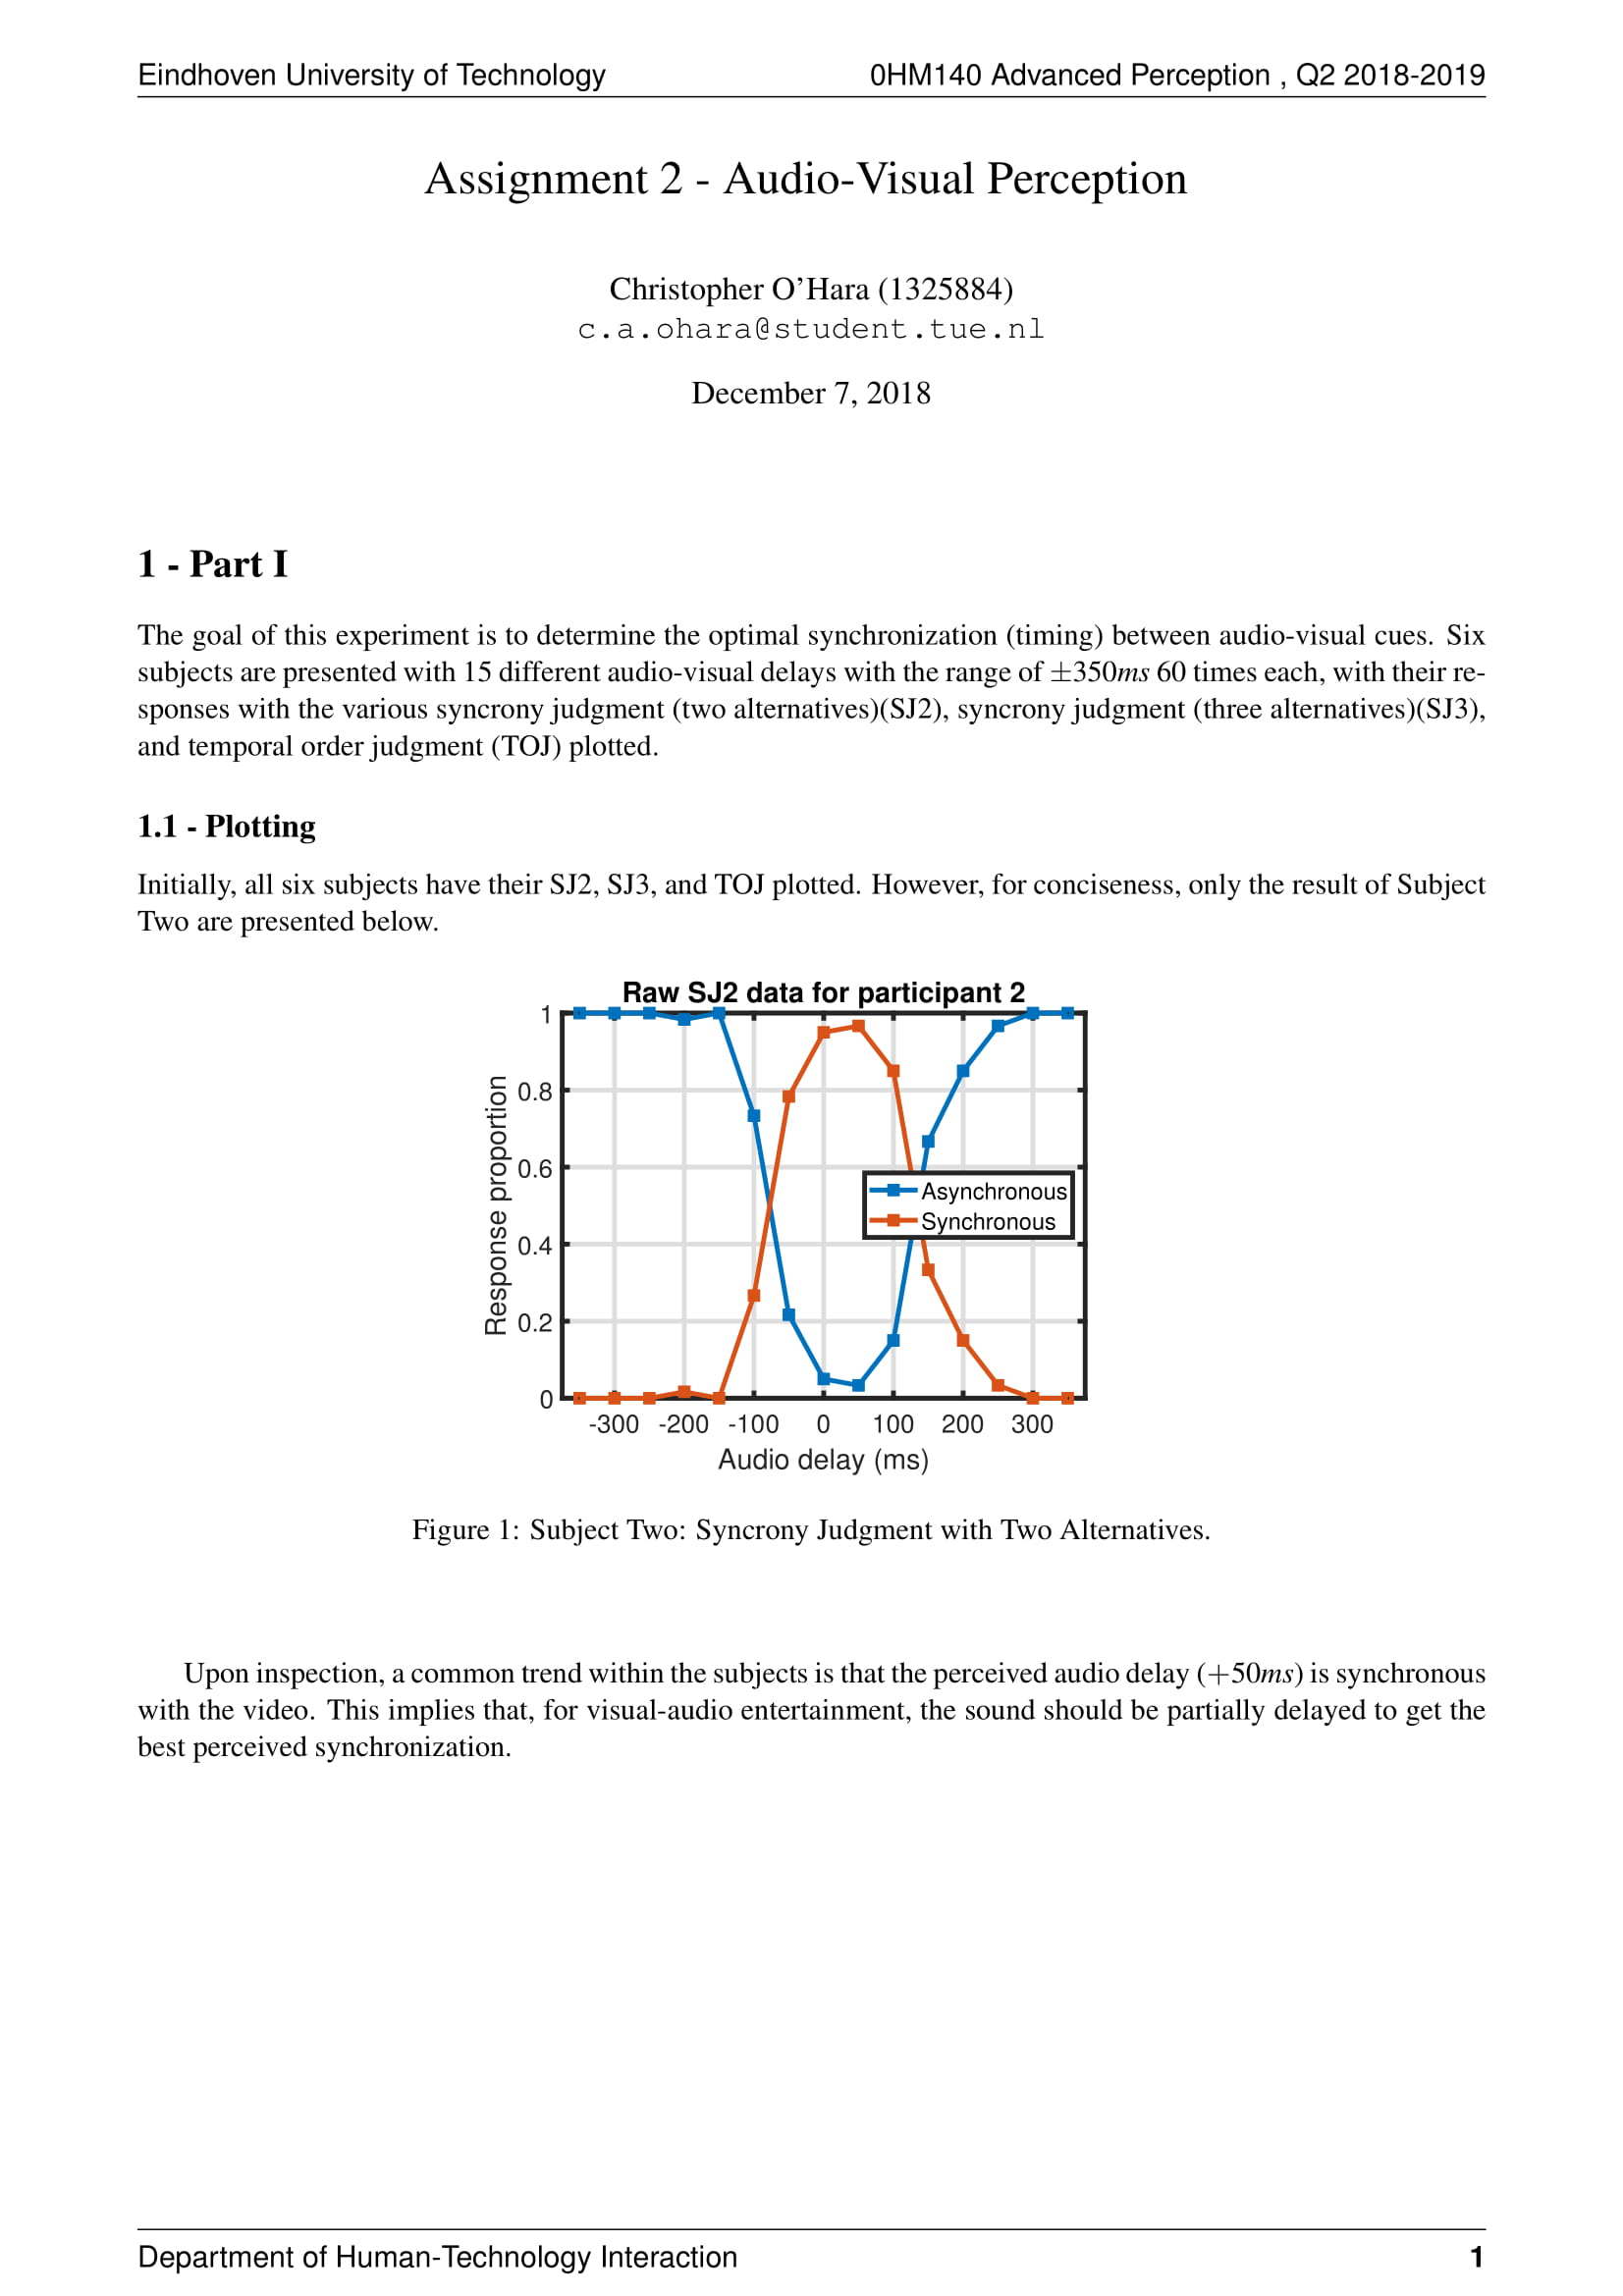 Eindhoven University of Technology 0HM140 Advanced Perception , Q2 2018-2019
Assignment 2 - Audio-Visual Perception
Christopher O'Hara (1325884)
c.a.ohara@student.tue.nl
December 7, 2018
1 - Part I
The goal of this experiment is to determine the optimal synchronization (timing) between audio-visual cues. Six
subjects are presented with 15 different audio-visual delays with the range of ±350ms 60 times each, with their re-
sponses with the various syncrony judgment (two alternatives)(SJ2), syncrony judgment (three alternatives)(SJ3),
and temporal order judgment (TOJ) plotted.
1.1 - Plotting
Initially, all six subjects have their SJ2, SJ3, and TOJ plotted. However, for conciseness, only the result of Subject
Two are presented below.
Raw SJ2 data for participant 2
Response proportion
1
0.8
0.6
0.4
0.2
0
Asynchronous
Synchronous
-300 -200 -100 0 100 200 300
Audio delay (ms)
Figure 1: Subject Two: Syncrony Judgment with Two Alternatives.
Upon inspection, a common trend within the subjects is that the perceived audio delay (+50ms) is synchronous
with the video. This implies that, for visual-audio entertainment, the sound should be partially delayed to get the
best perceived synchronization.
Department of Human-Technology Interaction 1